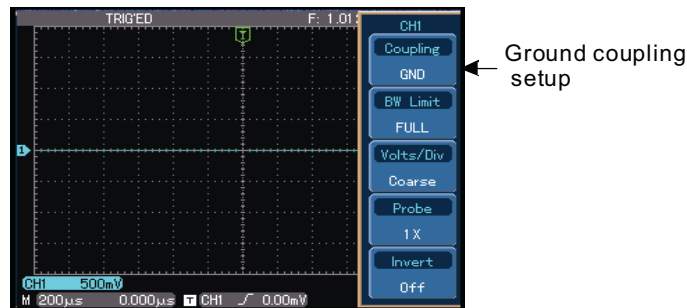 TRIG'ED F: 1.01
T
CH1
Coupling
GND
BW Limit
FULL
Volts/Div
Coarse
Probe
1X
Invert
Off
Ground coupling
setup
1
CH1 500mV
M 200µs 0.000µs T CH1 0.00mV